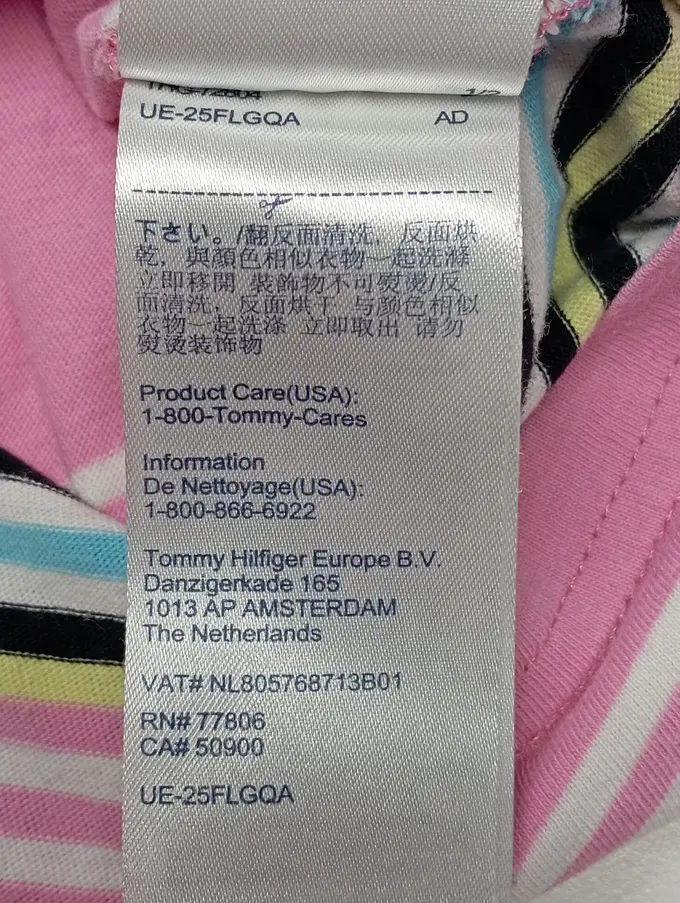 UE-25FLGQA AD
下さい。/翻反面清洗, 反面烘
乾, 與顏色相似衣物一起洗滌
立即移開 裝飾物不可熨燙/反
面清洗, 反面烘干 与颜色相似
衣物一起洗涤 立即取出 请勿
熨烫装饰物
Product Care(USA):
1-800-Tommy-Cares
Information
De Nettoyage(USA):
1-800-866-6922
Tommy Hilfiger Europe B.V.
Danzigerkade 165
1013 AP AMSTERDAM
The Netherlands
VAT# NL805768713B01
RN# 77806
CA# 50900
UE-25FLGQA